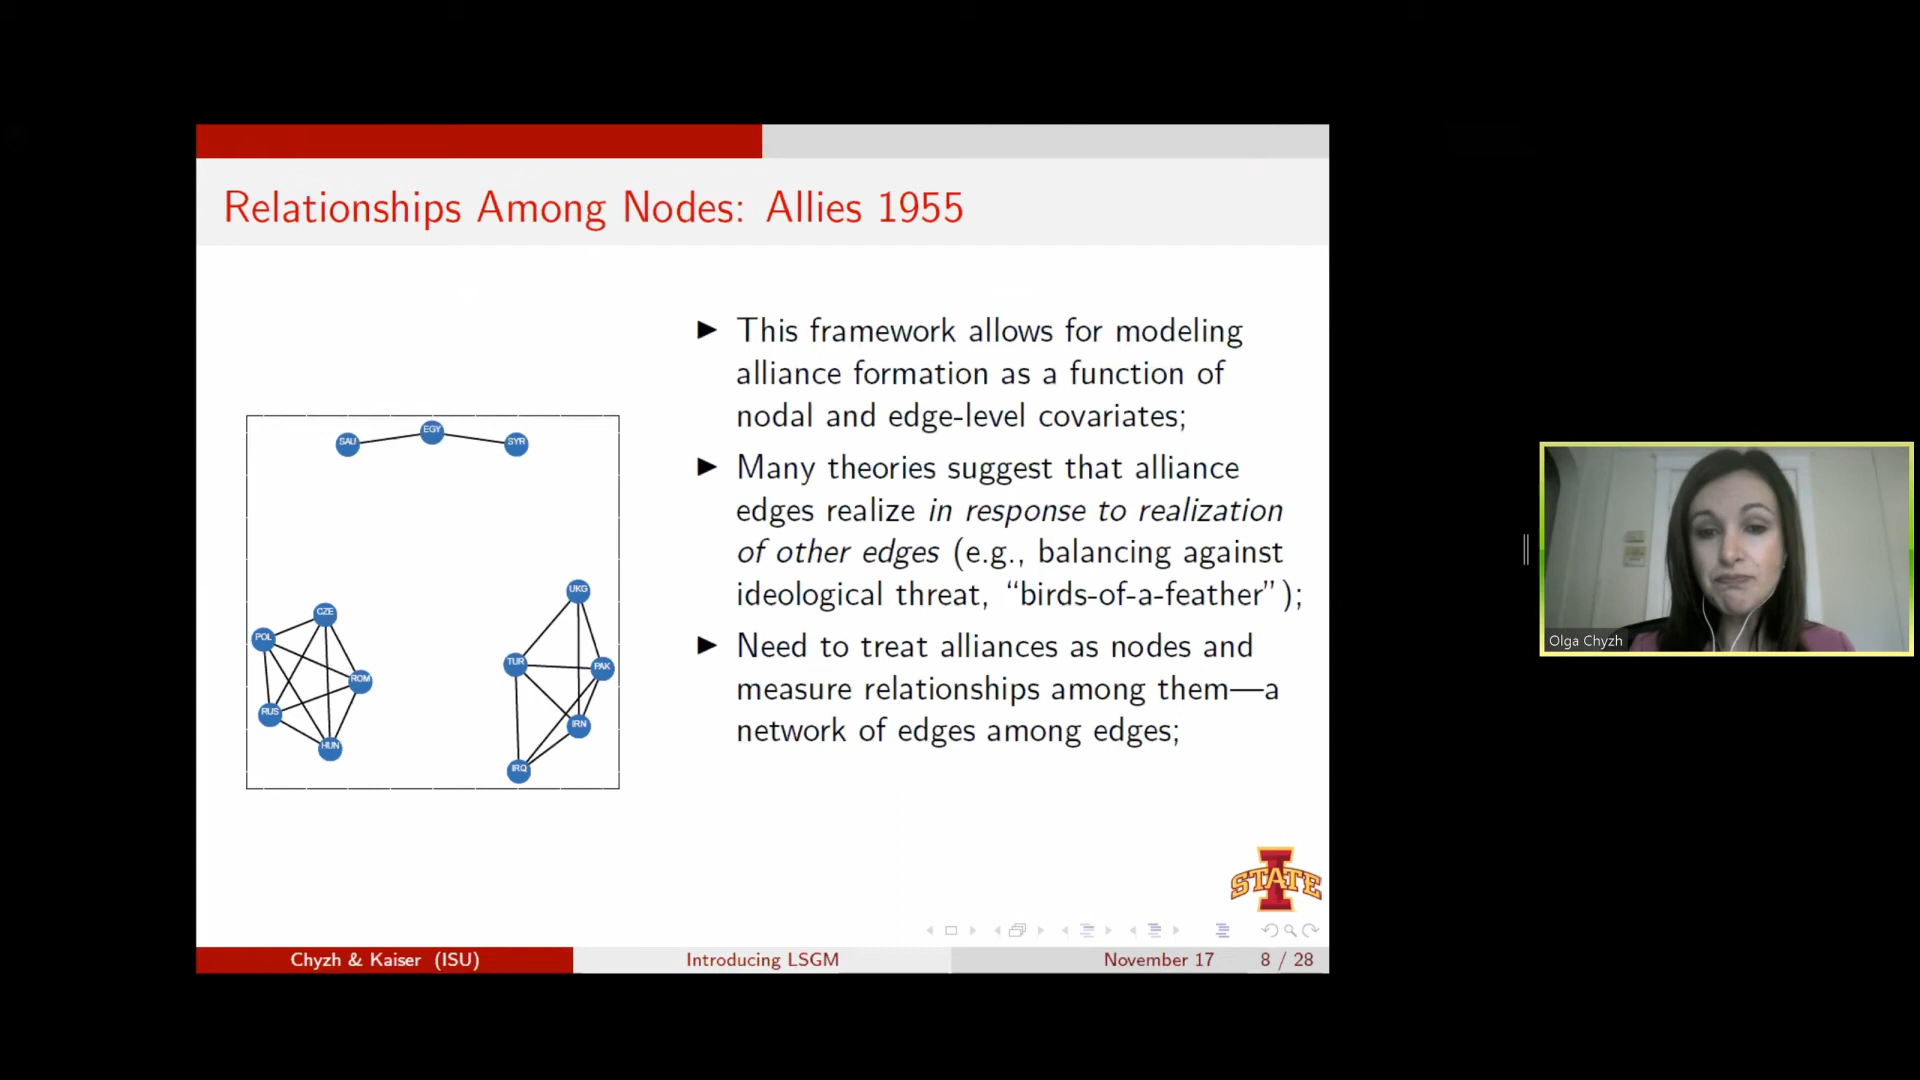 Relationships Among Nodes: Allies 1955
SAU
EGY
SYR
CZE
POL
ROM
RUS
HUN
UKG
TUR
PAK
IRN
IRQ
► This framework allows for modeling
alliance formation as a function of
nodal and edge-level covariates;
► Many theories suggest that alliance
edges realize in response to realization
of other edges (e.g., balancing against
ideological threat, “birds-of-a-feather”);
► Need to treat alliances as nodes and
measure relationships among them—a
network of edges among edges;
Olga Chyzh
I
STATE
Chyzh & Kaiser (ISU) Introducing LSGM November 17 8 / 28